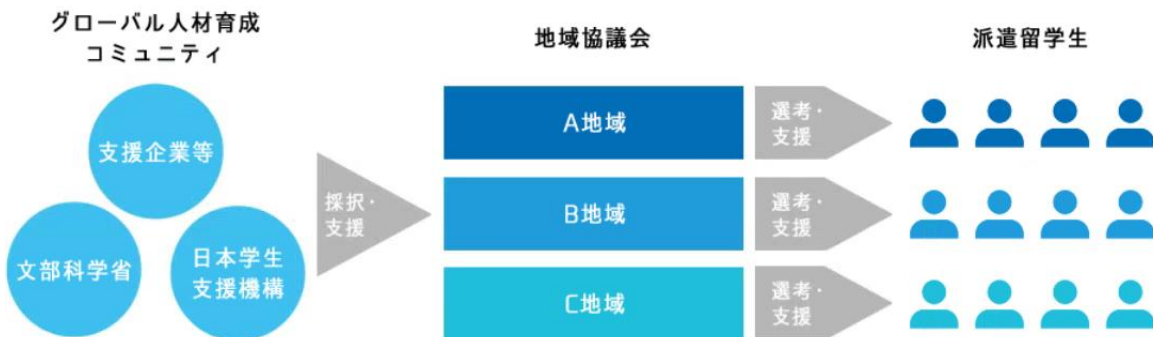 グローバル人材育成
コミュニティ
支援企業等
文部科学省
日本学生
支援機構
採択・
支援
地域協議会
A地域
B地域
C地域
選考・
支援
選考・
支援
選考・
支援
派遣留学生